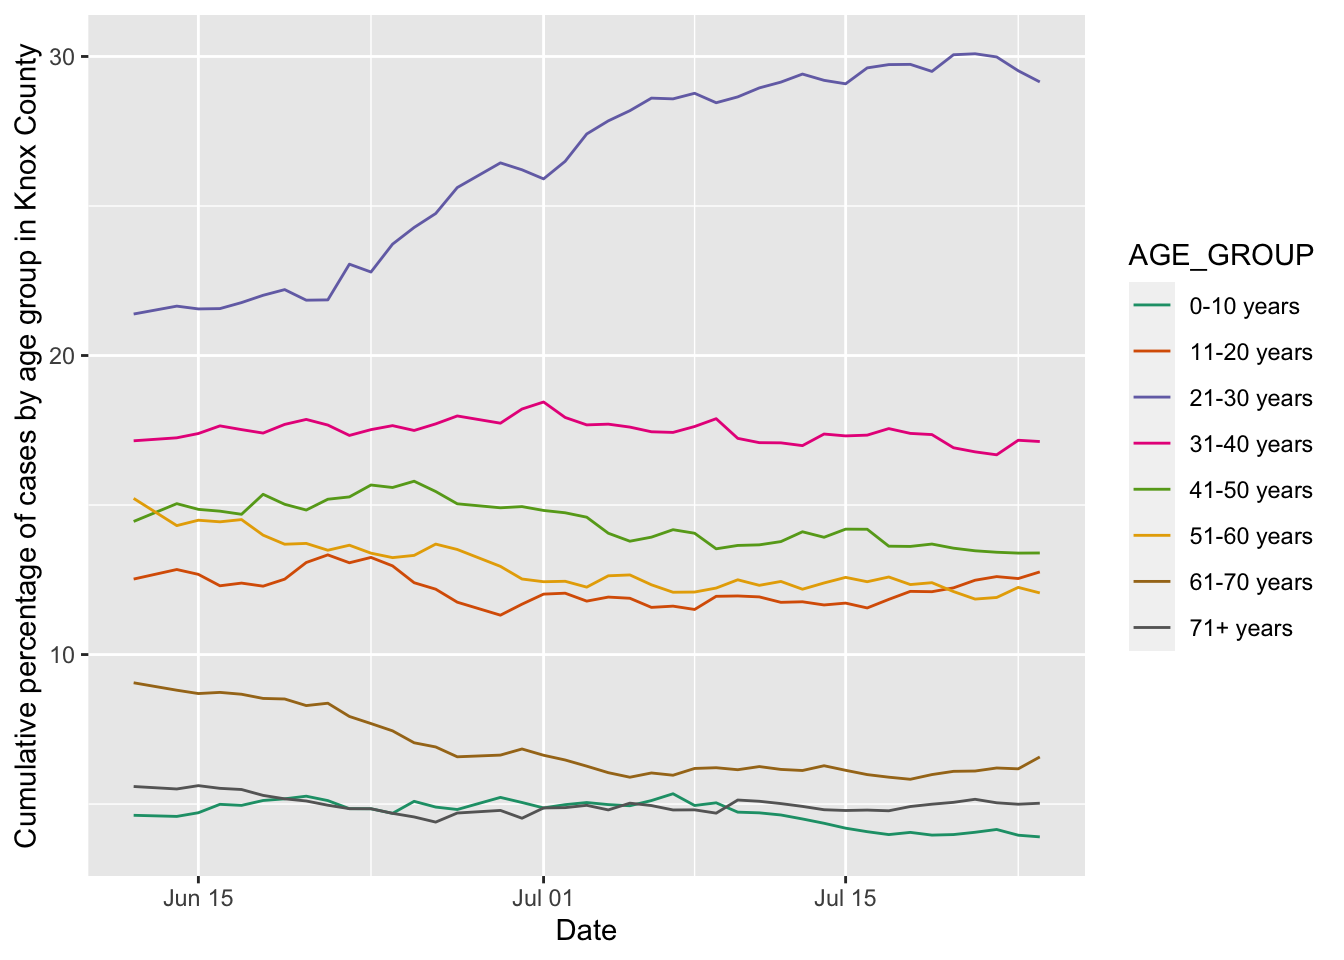 Cumulative percentage of cases by age group in Knox County
30
20
10
Jun 15
Jul 01
Jul 15
Date
AGE_GROUP
0-10 years
11-20 years
21-30 years
31-40 years
41-50 years
51-60 years
61-70 years
71+ years